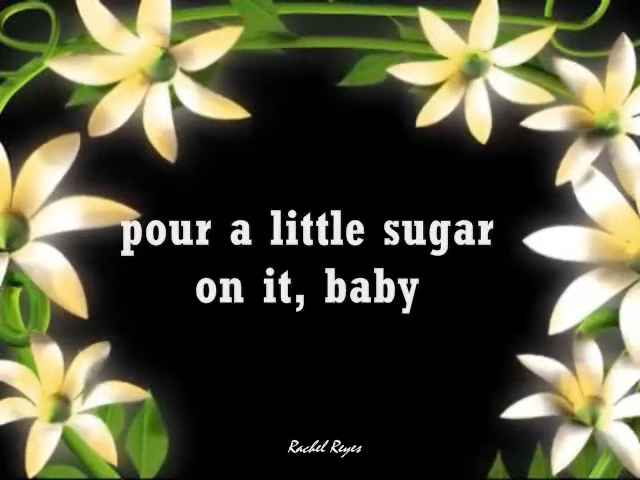 pour a little sugar
on it, baby
Rachel Reyes